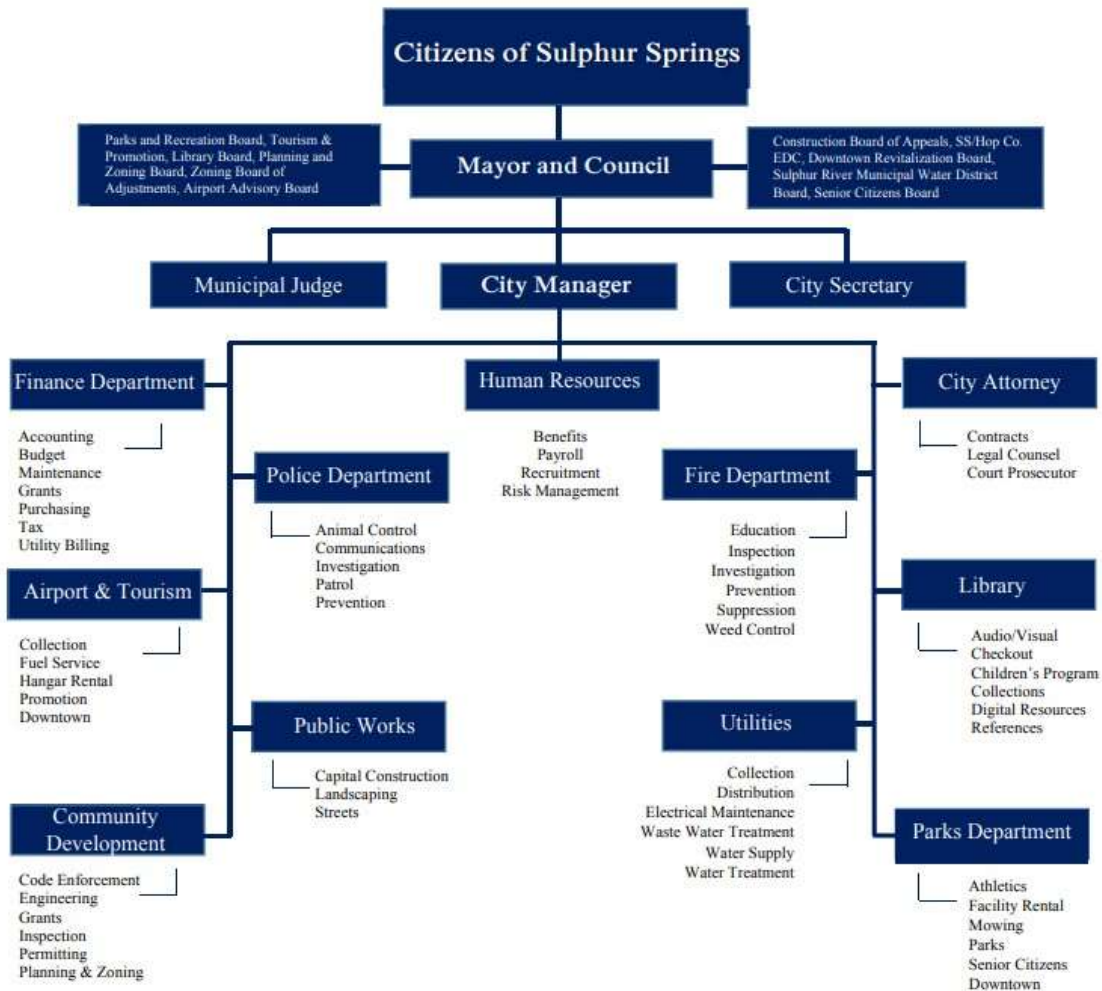 Citizens of Sulphur Springs
Parks and Recreation Board, Tourism &
Promotion, Library Board, Planning and
Zoning Board, Zoning Board of
Adjustments, Airport Advisory Board
Mayor and Council
Construction Board of Appeals, SS/Hop Co.
EDC, Downtown Revitalization Board,
Sulphur River Municipal Water District
Board, Senior Citizens Board
Municipal Judge
City Manager
City Secretary
Finance Department
Accounting
Budget
Maintenance
Grants
Purchasing
Tax
Utility Billing
Human Resources
Benefits
Payroll
Recruitment
Risk Management
City Attorney
Contracts
Legal Counsel
Court Prosecutor
Police Department
Animal Control
Communications
Investigation
Patrol
Prevention
Fire Department
Education
Inspection
Investigation
Prevention
Suppression
Weed Control
Airport & Tourism
Collection
Fuel Service
Hangar Rental
Promotion
Downtown
Library
Audio/Visual
Checkout
Children´s Program
Collections
Digital Resources
References
Public Works
Capital Construction
Landscaping
Streets
Utilities
Collection
Distribution
Electrical Maintenance
Waste Water Treatment
Water Supply
Water Treatment
Community
Development
Code Enforcement
Engineering
Grants
Inspection
Permitting
Planning & Zoning
Parks Department
Athletics
Facility Rental
Mowing
Parks
Senior Citizens
Downtown